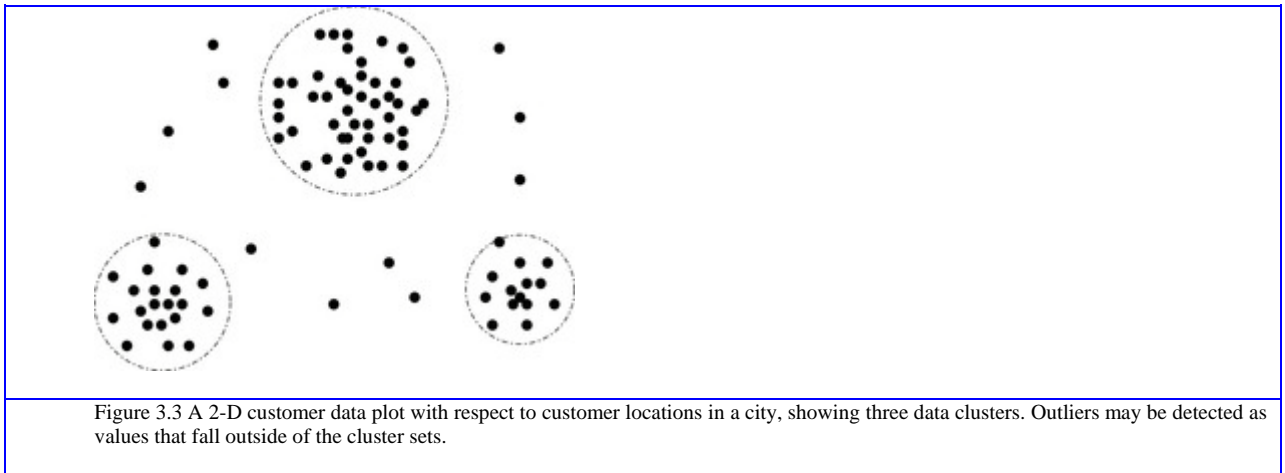 Figure 3.3 A 2-D customer data plot with respect to customer locations in a city, showing three data clusters. Outliers may be detected as
values that fall outside of the cluster sets.